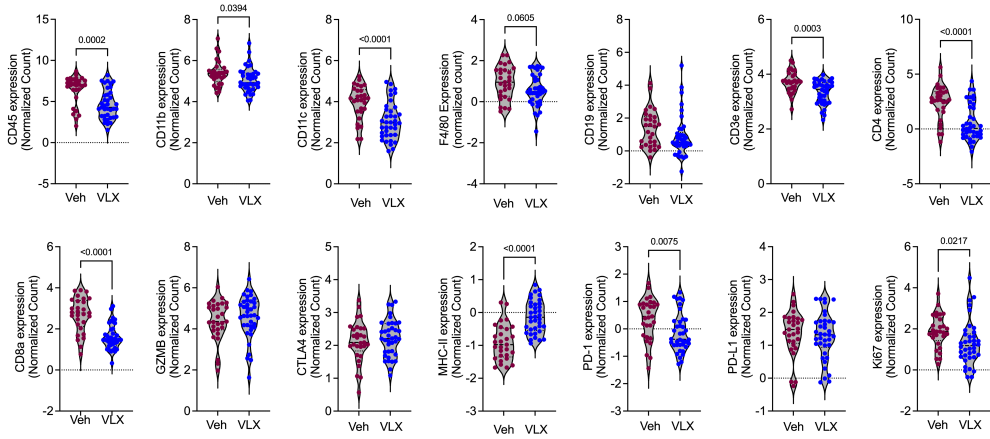 0.0002
15
10
5
0
-5
CD45 expression
(Normalized Count)
Veh VLX
0.0394
8
6
4
2
0
CD11b expression
(Normalized Count)
Veh VLX
<0.0001
8
6
4
2
0
CD11c expression
(Normalized Count)
Veh VLX
0.0605
4
2
0
-2
-4
F4/80 Expression
(normalized Count)
Veh VLX
8
6
4
2
0
-2
CD19 expression
(Normalized Count)
Veh VLX
0.0003
6
4
2
0
CD3e expression
(Normalized Count)
Veh VLX
<0.0001
10
5
0
-5
CD4 expression
(Normalized Count)
Veh VLX
<0.0001
6
4
2
0
-2
CD8a expression
(Normalized Count)
Veh VLX
8
6
4
2
0
GZMB expression
(Normalized Count)
Veh VLX
5
4
3
2
1
0
CTLA4 expression
(Normalized Count)
Veh VLX
<0.0001
2
1
0
-1
-2
-3
MHC-II expression
(Normalized Count)
Veh VLX
0.0075
3
2
1
0
-1
-2
-3
PD-1 expression
(Normalized Count)
Veh VLX
4
3
2
1
0
-1
PD-L1 expression
(Normalized Count)
Veh VLX
0.0217
6
4
2
0
-2
Ki67 expression
(Normalized Count)
Veh VLX